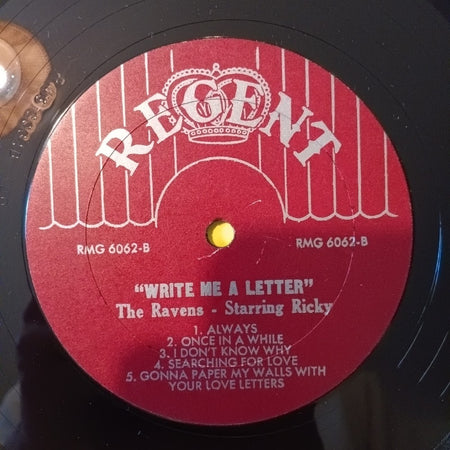 REGENT
RMG 6062-B
RMG 6062-B
"WRITE ME A LETTER"
The Ravens - Starring Ricky
1. ALWAYS
2. ONCE IN A WHILE
3. I DON'T KNOW WHY
4. SEARCHING FOR LOVE
5. GONNA PAPER MY WALLS WITH
YOUR LOVE LETTERS